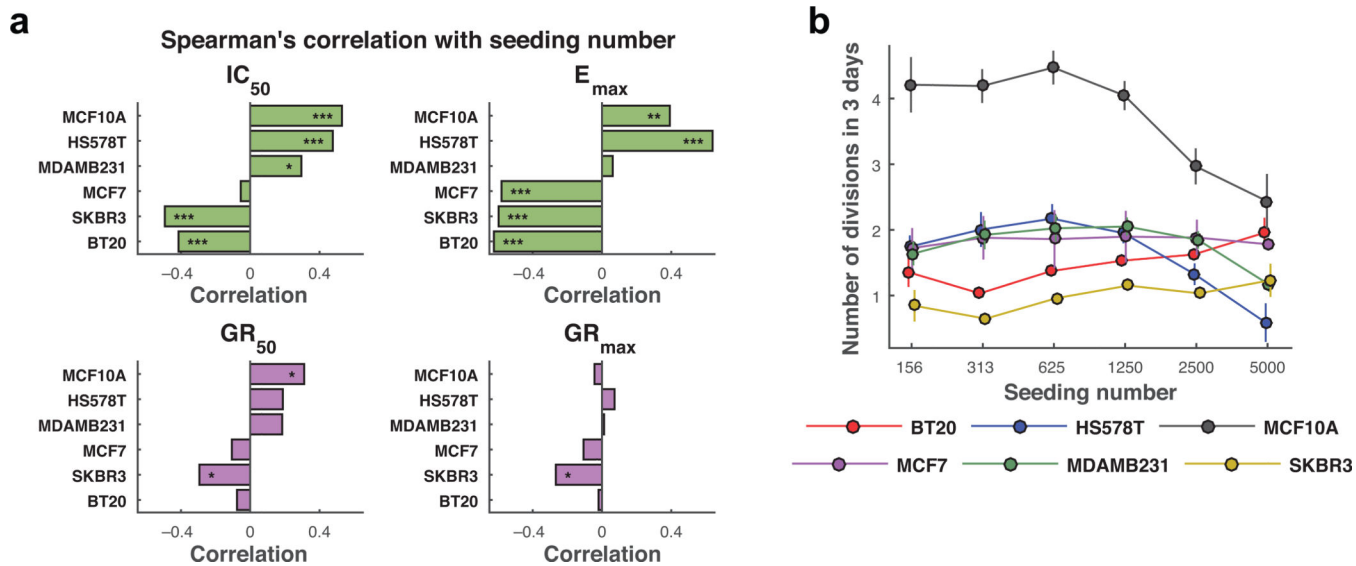 a
Spearman's correlation with seeding number
IC50
MCF10A ***
HS578T ***
MDAMB231 *
MCF7
SKBR3 ***
BT20 ***
−0.4 0 0.4
Correlation
Emax
MCF10A **
HS578T ***
MDAMB231
MCF7 ***
SKBR3 ***
BT20 ***
−0.4 0 0.4
Correlation
GR50
MCF10A *
HS578T
MDAMB231
MCF7
SKBR3 *
BT20
−0.4 0 0.4
Correlation
GRmax
MCF10A
HS578T
MDAMB231
MCF7
SKBR3 *
BT20
−0.4 0 0.4
Correlation
b
Number of divisions in 3 days
4
3
2
1
156 313 625 1250 2500 5000
Seeding number
BT20 HS578T MCF10A
MCF7 MDAMB231 SKBR3